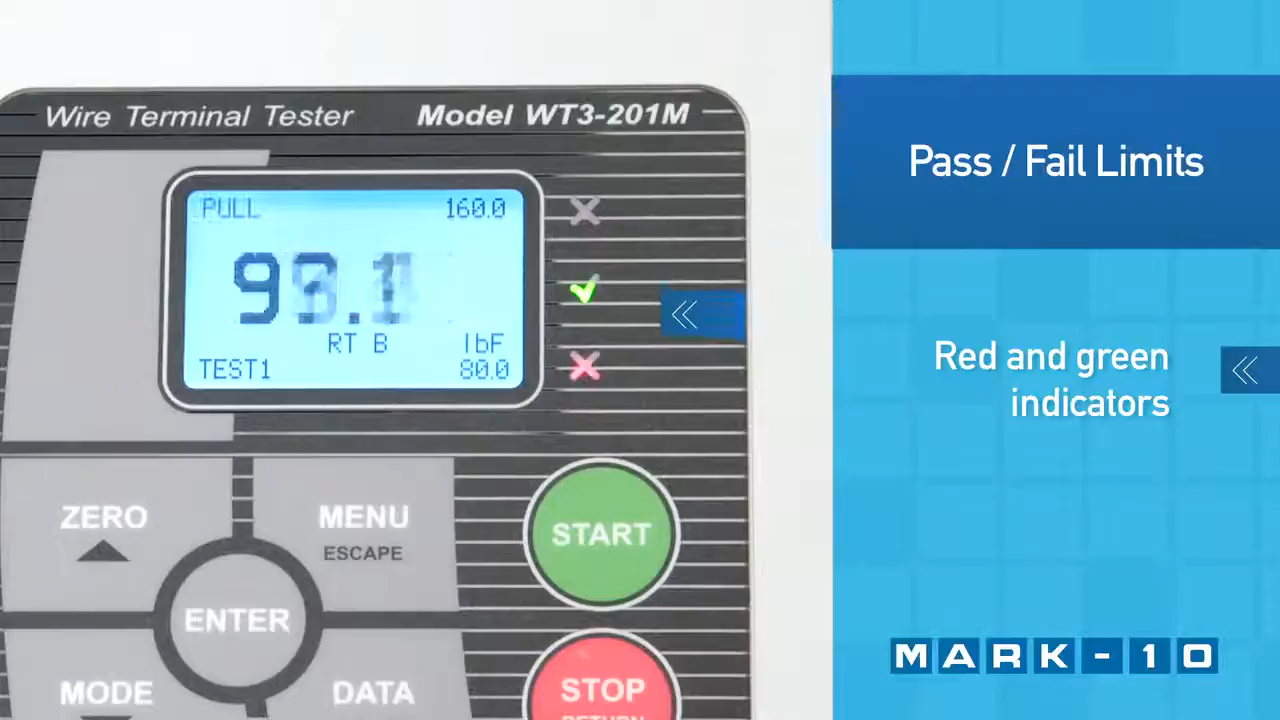 Wire Terminal Tester
Model WT3-201M
PULL
160.0
RT B
lbF
TEST1
80.0
ZERO
MENU
ESCAPE
ENTER
MODE
DATA
START
STOP
RETURN
Pass / Fail Limits
Red and green
indicators
MARK-10